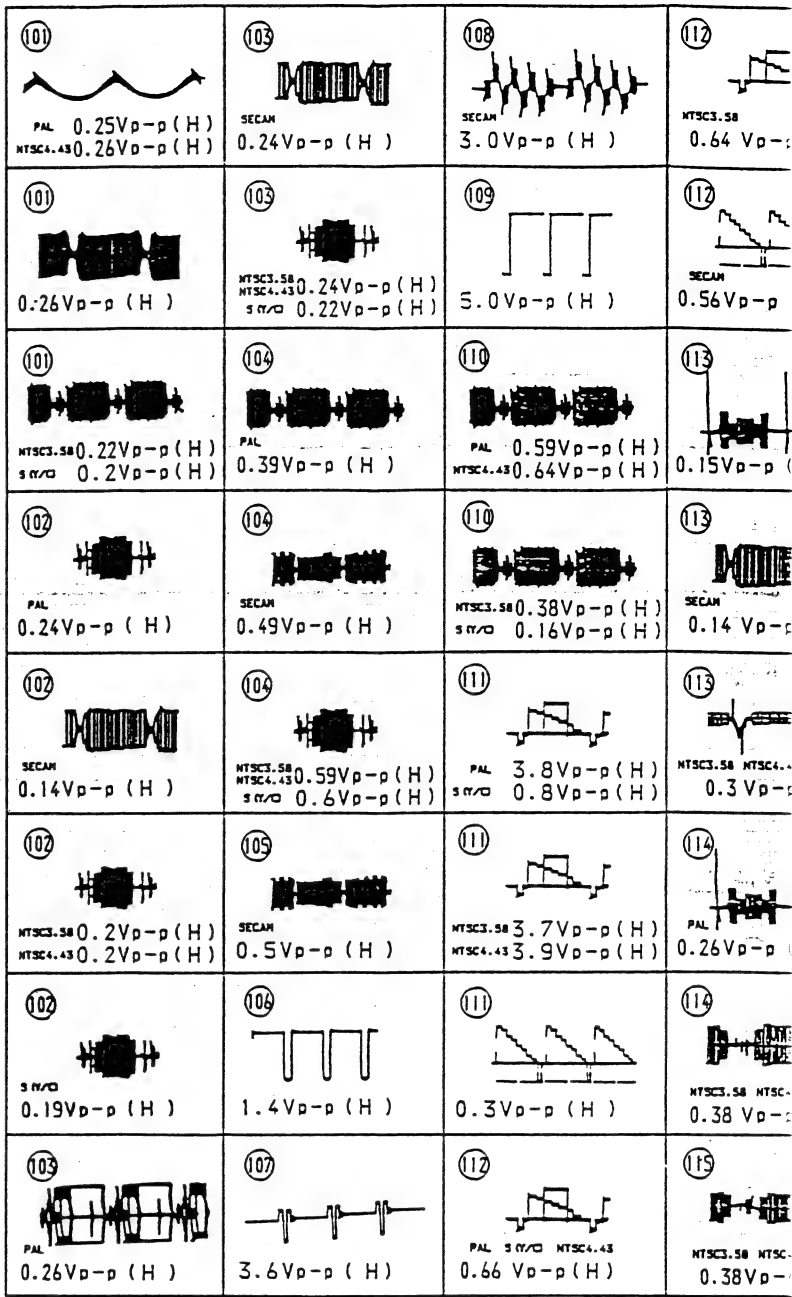 101
PAL 0.25Vp-p (H)
NTSC4.43 0.26Vp-p (H)
103
SECAM
0.24Vp-p (H)
108
SECAM
3.0Vp-p (H)
112
NTSC3.58
0.64 Vp-
101
0.26Vp-p (H)
103
NTSC3.58
NTSC4.43 0.24Vp-p (H)
S (Y/C) 0.22Vp-p (H)
109
5.0Vp-p (H)
112
SECAM
0.56Vp-p
101
NTSC3.58 0.22Vp-p (H)
S (Y/C) 0.2Vp-p (H)
104
PAL
0.39Vp-p (H)
110
PAL 0.59Vp-p (H)
NTSC4.43 0.64Vp-p (H)
113
0.15Vp-p (
102
PAL
0.24Vp-p (H)
104
SECAM
0.49Vp-p (H)
110
NTSC3.58 0.38Vp-p (H)
S (Y/C) 0.16Vp-p (H)
113
SECAM
0.14 Vp-p
102
SECAM
0.14Vp-p (H)
104
NTSC3.58
NTSC4.43 0.59Vp-p (H)
S (Y/C) 0.6Vp-p (H)
111
PAL 3.8Vp-p (H)
S (Y/C) 0.8Vp-p (H)
113
NTSC3.58 NTSC4.4
0.3 Vp-p
102
NTSC3.58 0.2Vp-p (H)
NTSC4.43 0.2Vp-p (H)
105
SECAM
0.5Vp-p (H)
111
NTSC3.58 3.7Vp-p (H)
NTSC4.43 3.9Vp-p (H)
114
PAL
0.26Vp-p
102
S (Y/C)
0.19Vp-p (H)
106
1.4Vp-p (H)
111
0.3Vp-p (H)
114
NTSC3.58 NTSC
0.38 Vp-
103
PAL
0.26Vp-p (H)
107
3.6Vp-p (H)
112
PAL S (Y/C) NTSC4.43
0.66 Vp-p (H)
115
NTSC3.58 NTSC
0.38Vp-